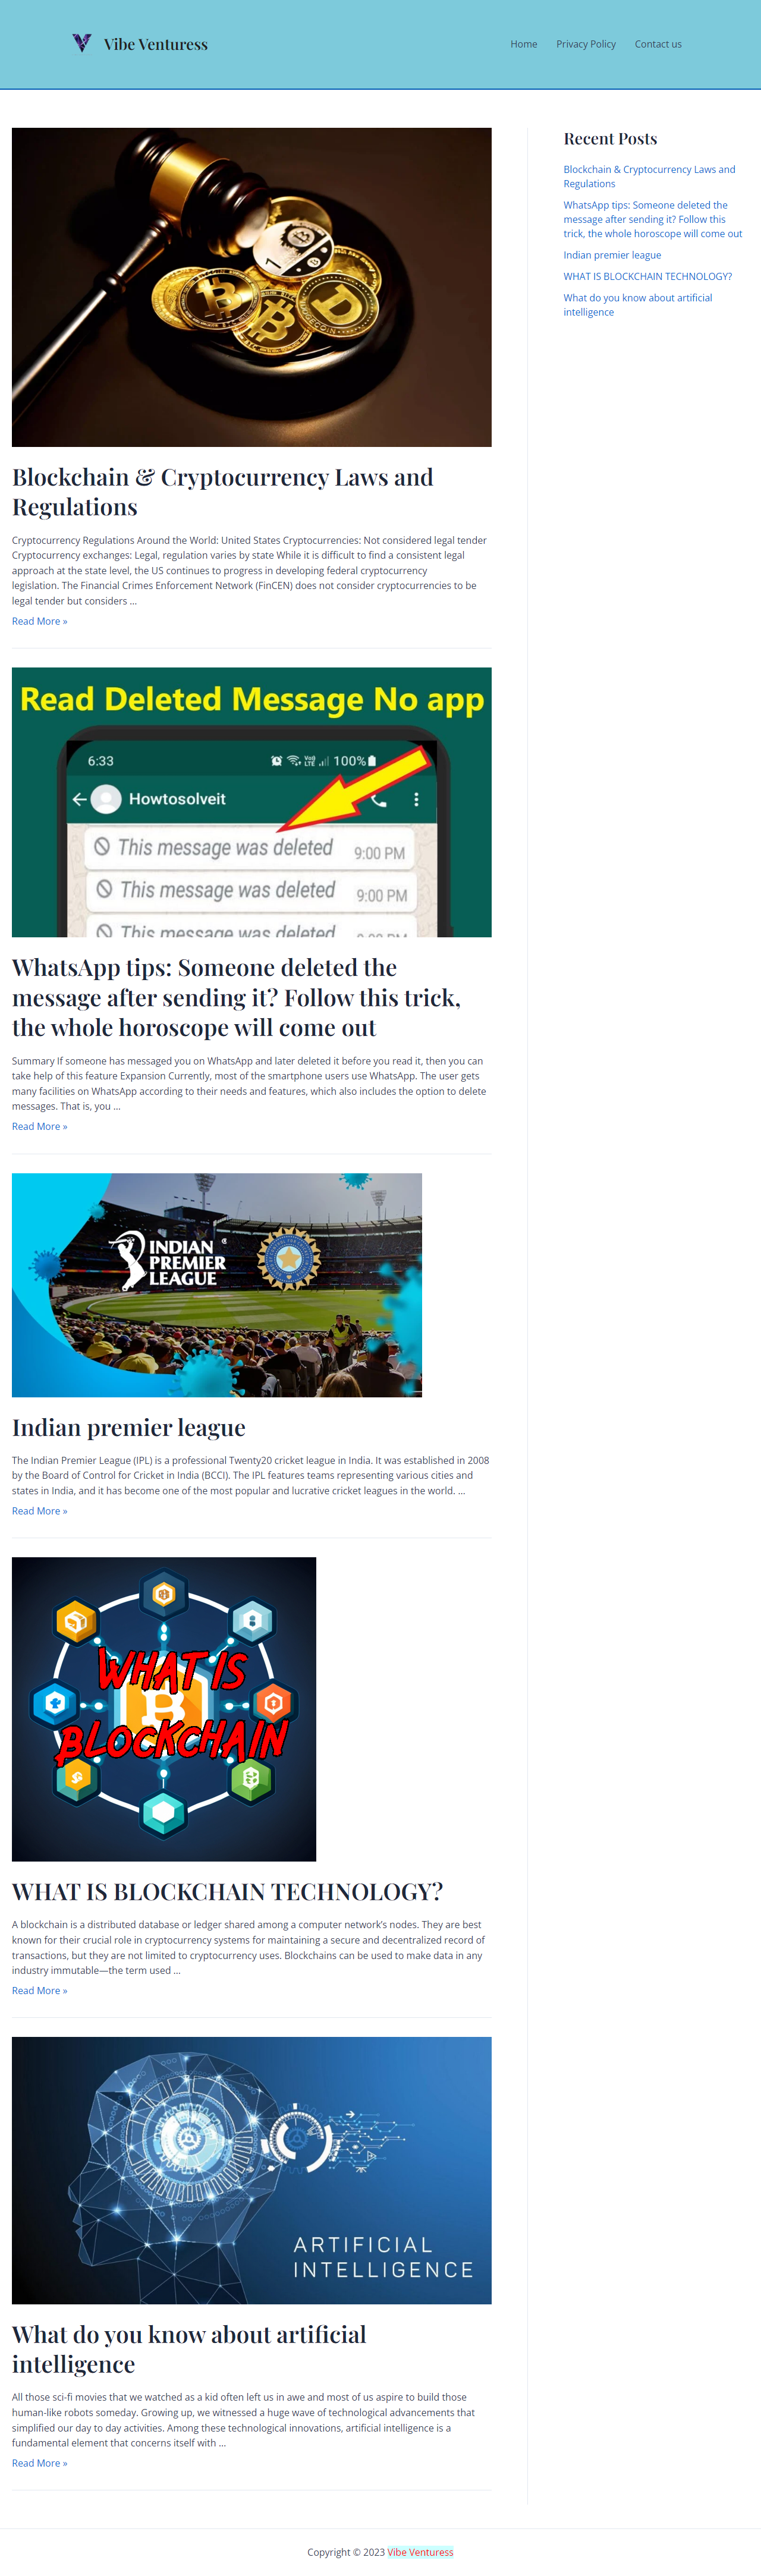 Vibe Venturess
Home Privacy Policy Contact us
Blockchain & Cryptocurrency Laws and
Regulations
Cryptocurrency Regulations Around the World: United States Cryptocurrencies: Not considered legal tender
Cryptocurrency exchanges: Legal, regulation varies by state While it is difficult to find a consistent legal
approach at the state level, the US continues to progress in developing federal cryptocurrency
legislation. The Financial Crimes Enforcement Network (FinCEN) does not consider cryptocurrencies to be
legal tender but considers …
Read More »
Read Deleted Message No app
6:33
Vo)) LTE 100%
Howtosolveit
This message was deleted
9:00 PM
This message was deleted
9:00 PM
This message was deleted
WhatsApp tips: Someone deleted the
message after sending it? Follow this trick,
the whole horoscope will come out
Summary If someone has messaged you on WhatsApp and later deleted it before you read it, then you can
take help of this feature Expansion Currently, most of the smartphone users use WhatsApp. The user gets
many facilities on WhatsApp according to their needs and features, which also includes the option to delete
messages. That is, you …
Read More »
INDIAN
PREMIER
LEAGUE
Indian premier league
The Indian Premier League (IPL) is a professional Twenty20 cricket league in India. It was established in 2008
by the Board of Control for Cricket in India (BCCI). The IPL features teams representing various cities and
states in India, and it has become one of the most popular and lucrative cricket leagues in the world. …
Read More »
WHAT IS
BLOCKCHAIN
WHAT IS BLOCKCHAIN TECHNOLOGY?
A blockchain is a distributed database or ledger shared among a computer network’s nodes. They are best
known for their crucial role in cryptocurrency systems for maintaining a secure and decentralized record of
transactions, but they are not limited to cryptocurrency uses. Blockchains can be used to make data in any
industry immutable—the term used …
Read More »
ARTIFICIAL
INTELLIGENCE
What do you know about artificial
intelligence
All those sci-fi movies that we watched as a kid often left us in awe and most of us aspire to build those
human-like robots someday. Growing up, we witnessed a huge wave of technological advancements that
simplified our day to day activities. Among these technological innovations, artificial intelligence is a
fundamental element that concerns itself with …
Read More »
Recent Posts
Blockchain & Cryptocurrency Laws and
Regulations
WhatsApp tips: Someone deleted the
message after sending it? Follow this
trick, the whole horoscope will come out
Indian premier league
WHAT IS BLOCKCHAIN TECHNOLOGY?
What do you know about artificial
intelligence
Copyright © 2023 Vibe Venturess